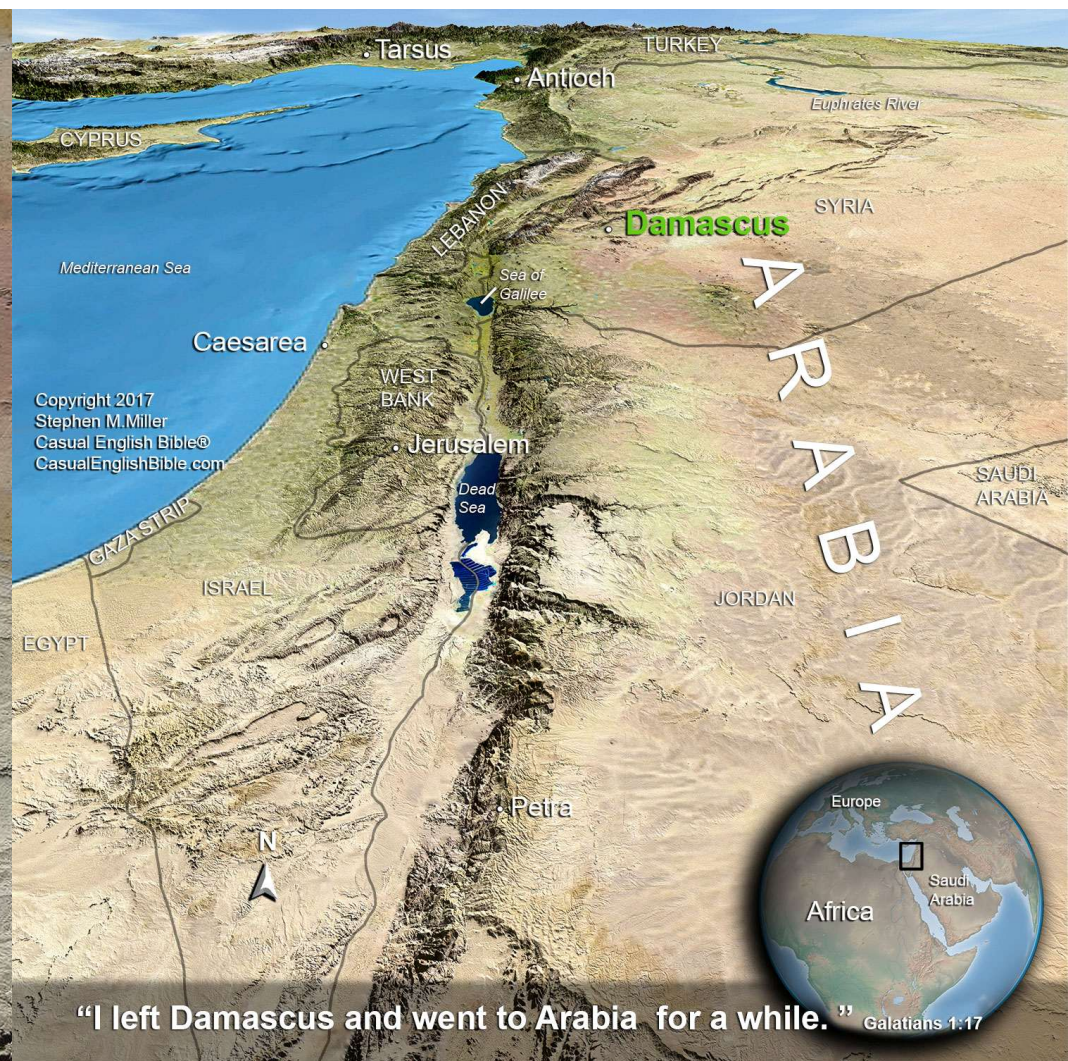 Tarsus
TURKEY
Antioch
Euphrates River
CYPRUS
LEBANON
SYRIA
Damascus
Mediterranean Sea
Sea of
Galilee
ARABIA
Caesarea
WEST
BANK
Copyright 2017
Stephen M.Miller
Casual English Bible®
CasualEnglishBible.com
Jerusalem
SAUDI
ARABIA
Dead
Sea
GAZA STRIP
ISRAEL
JORDAN
EGYPT
Petra
N
Europe
Saudi
Arabia
Africa
“I left Damascus and went to Arabia for a while. ” Galatians 1:17